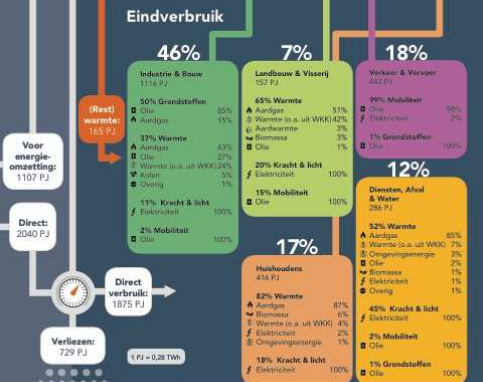 Eindverbruik
46%
Industrie & Bouw
1116 PJ
50% Grondstoffen
Olie 85%
Aardgas 15%
37% Warmte
Aardgas 43%
Olie 27%
Warmte (o.a. uit WKK) 24%
Kolen 5%
Overig 1%
11% Kracht & licht
Elektriciteit 100%
2% Mobiliteit
Olie 100%
7%
Landbouw & Visserij
157 PJ
65% Warmte
Aardgas 51%
Warmte (o.a. uit WKK) 42%
Aardwarmte 3%
Biomassa 3%
Olie 1%
20% Kracht & licht
Elektriciteit 100%
15% Mobiliteit
Olie 100%
18%
Verkeer & Vervoer
443 PJ
99% Mobiliteit
Olie 98%
Elektriciteit 2%
1% Grondstoffen
Olie 100%
12%
Diensten, Afval
& Water
286 PJ
52% Warmte
Aardgas 85%
Warmte (o.a. uit WKK) 7%
Omgevingsenergie 3%
Olie 2%
Biomassa 1%
Elektriciteit 1%
Overig 1%
45% Kracht & licht
Elektriciteit 100%
2% Mobiliteit
Olie 100%
1% Grondstoffen
Olie 100%
17%
Huishoudens
416 PJ
82% Warmte
Aardgas 87%
Biomassa 6%
Warmte (o.a. uit WKK) 4%
Elektriciteit 2%
Omgevingsenergie 1%
18% Kracht & licht
Elektriciteit 100%
(Rest)
warmte:
165 PJ
Voor
energie-
omzetting:
1107 PJ
Direct:
2040 PJ
Direct
verbruik:
1875 PJ
Verliezen:
729 PJ
1 PJ = 0,28 TWh